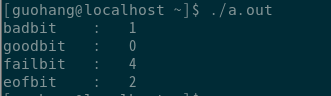 [guohang@localhost ~]$ ./a.out
badbit   :   1
goodbit  :   0
failbit  :   4
eofbit   :   2